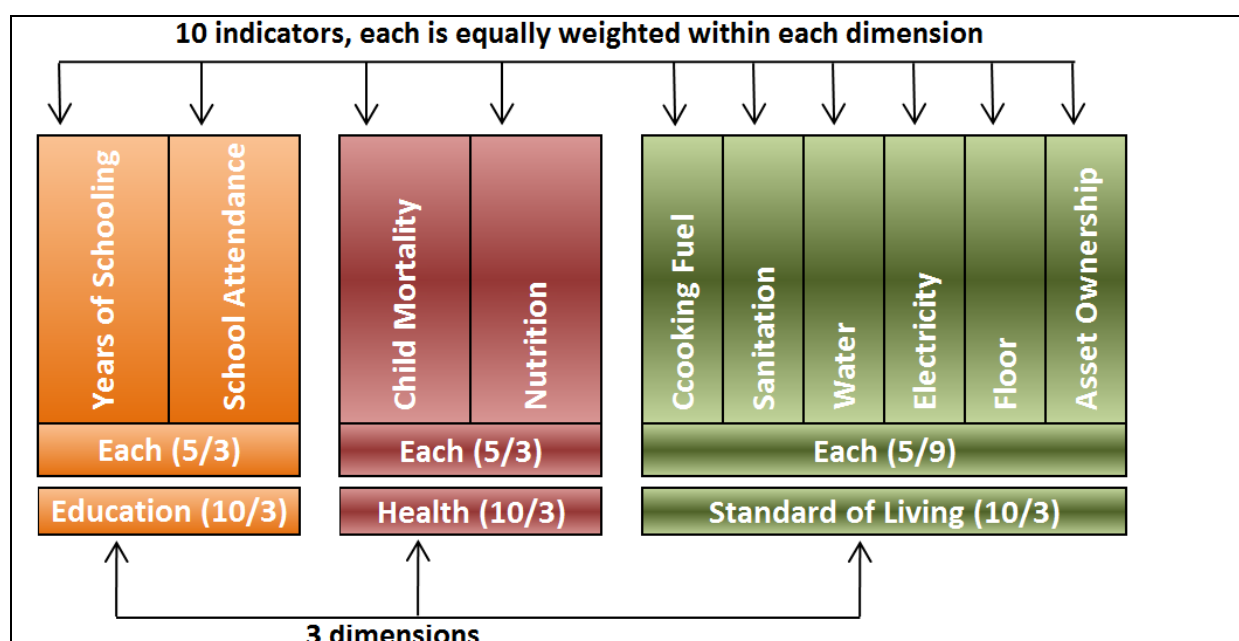 10 indicators, each is equally weighted within each dimension
Years of Schooling
School Attendance
Child Mortality
Nutrition
Ccooking Fuel
Sanitation
Water
Electricity
Floor
Asset Ownership
Each (5/3)
Each (5/3)
Each (5/9)
Education (10/3)
Health (10/3)
Standard of Living (10/3)
3 dimensions